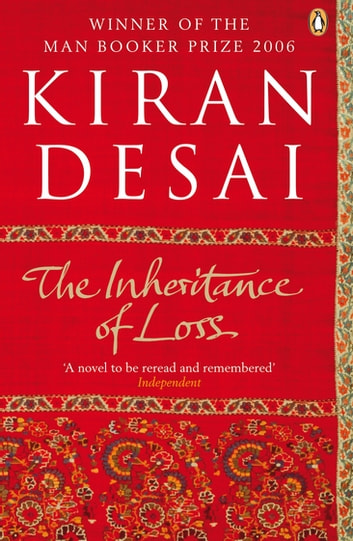 WINNER OF THE
MAN BOOKER PRIZE 2006
KIRAN
DESAI
The Inheritance
of Loss
‘A novel to be reread and remembered’
Independent